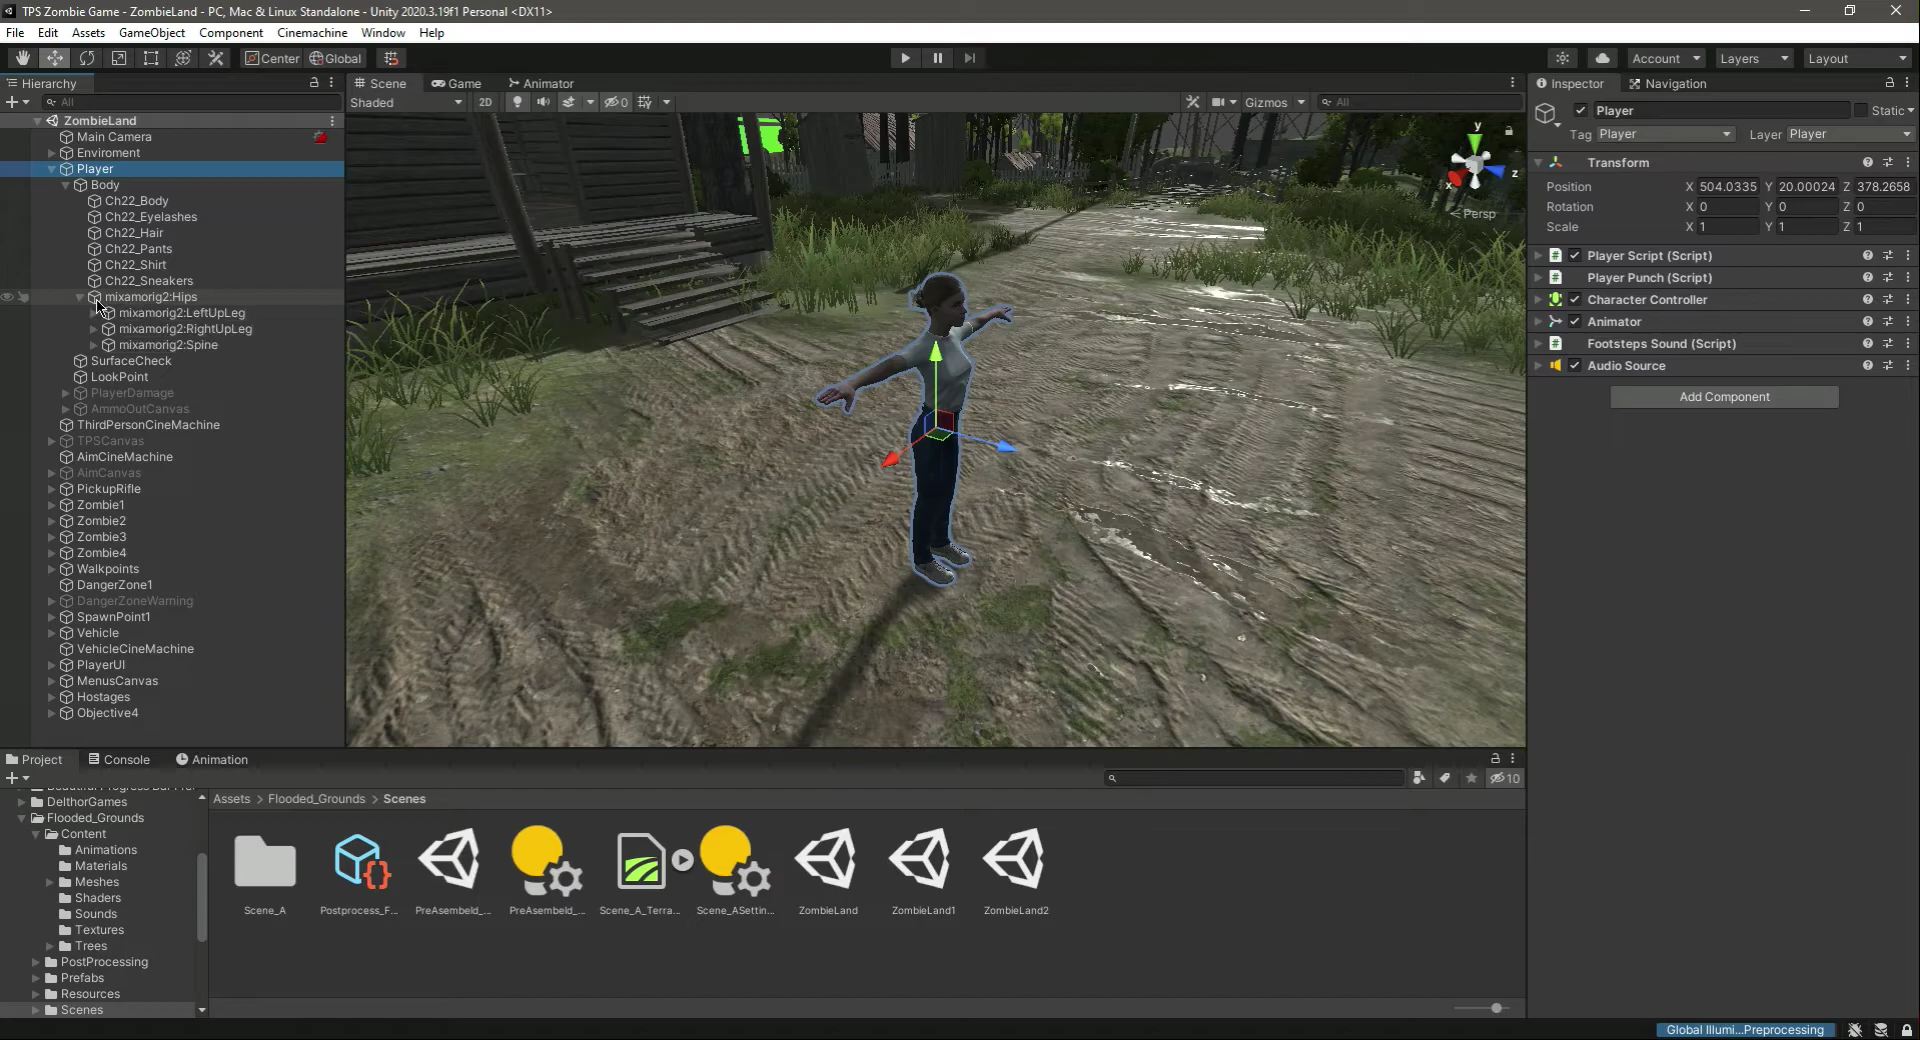 TPS Zombie Game - ZombieLand - PC, Mac & Linux Standalone - Unity 2020.3.19f1 Personal <DX11>
File Edit Assets GameObject Component Cinemachine Window Help
Center Global Account Layers Layout
Hierarchy
All
ZombieLand
Main Camera
Enviroment
Player
Body
Ch22_Body
Ch22_Eyelashes
Ch22_Hair
Ch22_Pants
Ch22_Shirt
Ch22_Sneakers
mixamorig2:Hips
mixamorig2:LeftUpLeg
mixamorig2:RightUpLeg
mixamorig2:Spine
SurfaceCheck
LookPoint
PlayerDamage
AmmoOutCanvas
ThirdPersonCineMachine
TPSCanvas
AimCineMachine
AimCanvas
PickupRifle
Zombie1
Zombie2
Zombie3
Zombie4
Walkpoints
DangerZone1
DangerZoneWarning
SpawnPoint1
Vehicle
VehicleCineMachine
PlayerUI
MenusCanvas
Hostages
Objective4
Scene Game Animator
Shaded 2D 0 Gizmos All
y
x
z
Persp
Inspector Navigation
Player Static
Tag Player Layer Player
Transform
Position X 504.0335 Y 20.00024 Z 378.2658
Rotation X 0 Y 0 Z 0
Scale X 1 Y 1 Z 1
Player Script (Script)
Player Punch (Script)
Character Controller
Animator
Footsteps Sound (Script)
Audio Source
Add Component
Project Console Animation
10
DelthorGames
Flooded_Grounds
Content
Animations
Materials
Meshes
Shaders
Sounds
Textures
Trees
PostProcessing
Prefabs
Resources
Scenes
Assets > Flooded_Grounds > Scenes
Scene_A Postprocess_F... PreAsembeld_... PreAsembeld_... Scene_A_Terra... Scene_ASettin... ZombieLand ZombieLand1 ZombieLand2
Global Illumi...Preprocessing